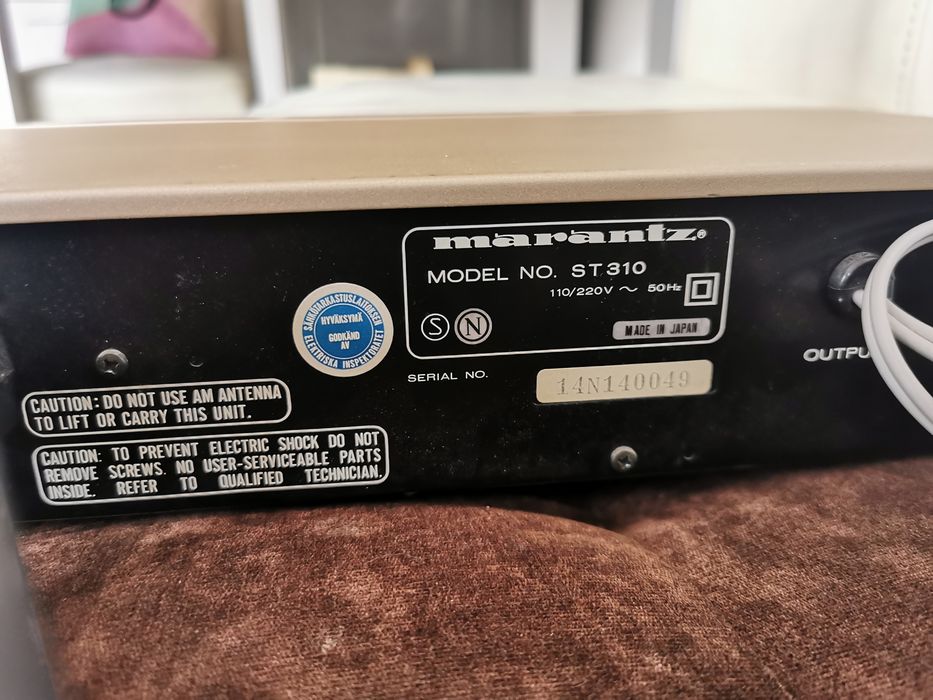 marantz®
MODEL NO. ST310
110/220V ~ 50Hz
S N
MADE IN JAPAN
SÄHKÖTARKASTUSLAITOKSEN
HYVÄKSYMÄ
GODKÄND
AV
ELEKTRISKA INSPEKTORATET
SERIAL NO. 14N140049
OUTPU
CAUTION: DO NOT USE AM ANTENNA
TO LIFT OR CARRY THIS UNIT.
CAUTION: TO PREVENT ELECTRIC SHOCK DO NOT
REMOVE SCREWS. NO USER-SERVICEABLE PARTS
INSIDE. REFER TO QUALIFIED TECHNICIAN.